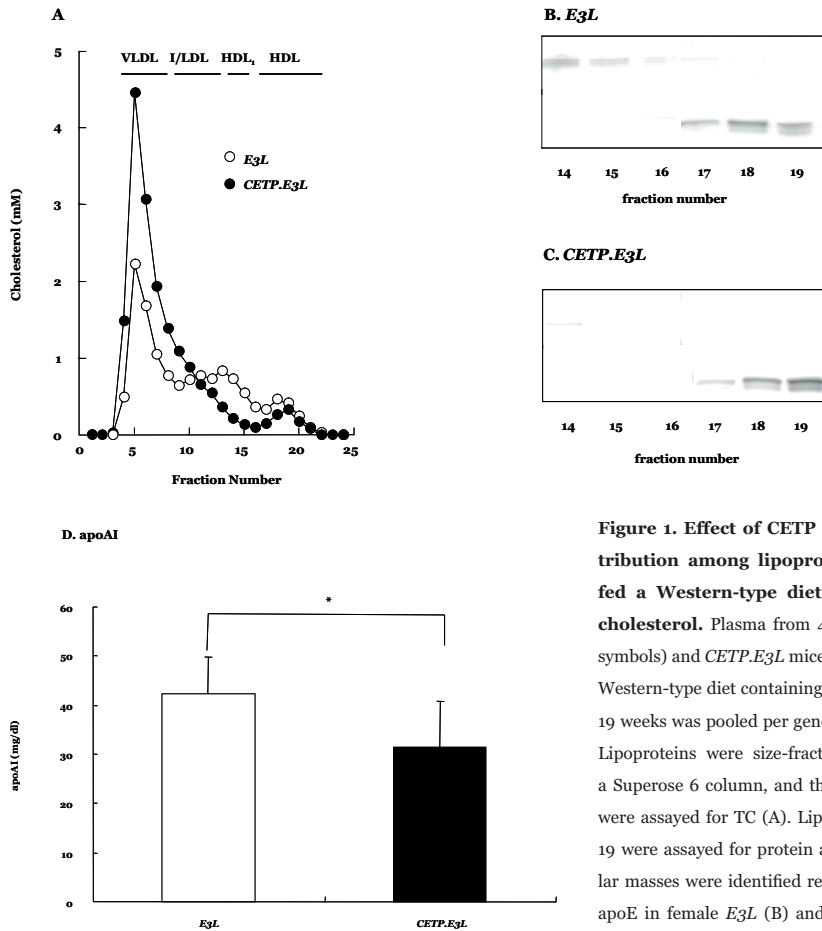 A
VLDL I/LDL HDL₁ HDL
5
4
3
2
1
0
Cholesterol (mM)
E3L
CETP.E3L
0 5 10 15 20 25
Fraction Number
B. E3L
14 15 16 17 18 19
fraction number
C. CETP.E3L
14 15 16 17 18 19
fraction number
D. apoAI
60
50
40
30
20
10
0
apoAI (mg/dl)
*
E3L CETP.E3L
Figure 1. Effect of CETP
tribution among lipopro
fed a Western-type diet
cholesterol. Plasma from 4
symbols) and CETP.E3L mice
Western-type diet containing
19 weeks was pooled per gen
Lipoproteins were size-fract
a Superose 6 column, and th
were assayed for TC (A). Lip
19 were assayed for protein a
lar masses were identified re
apoE in female E3L (B) and